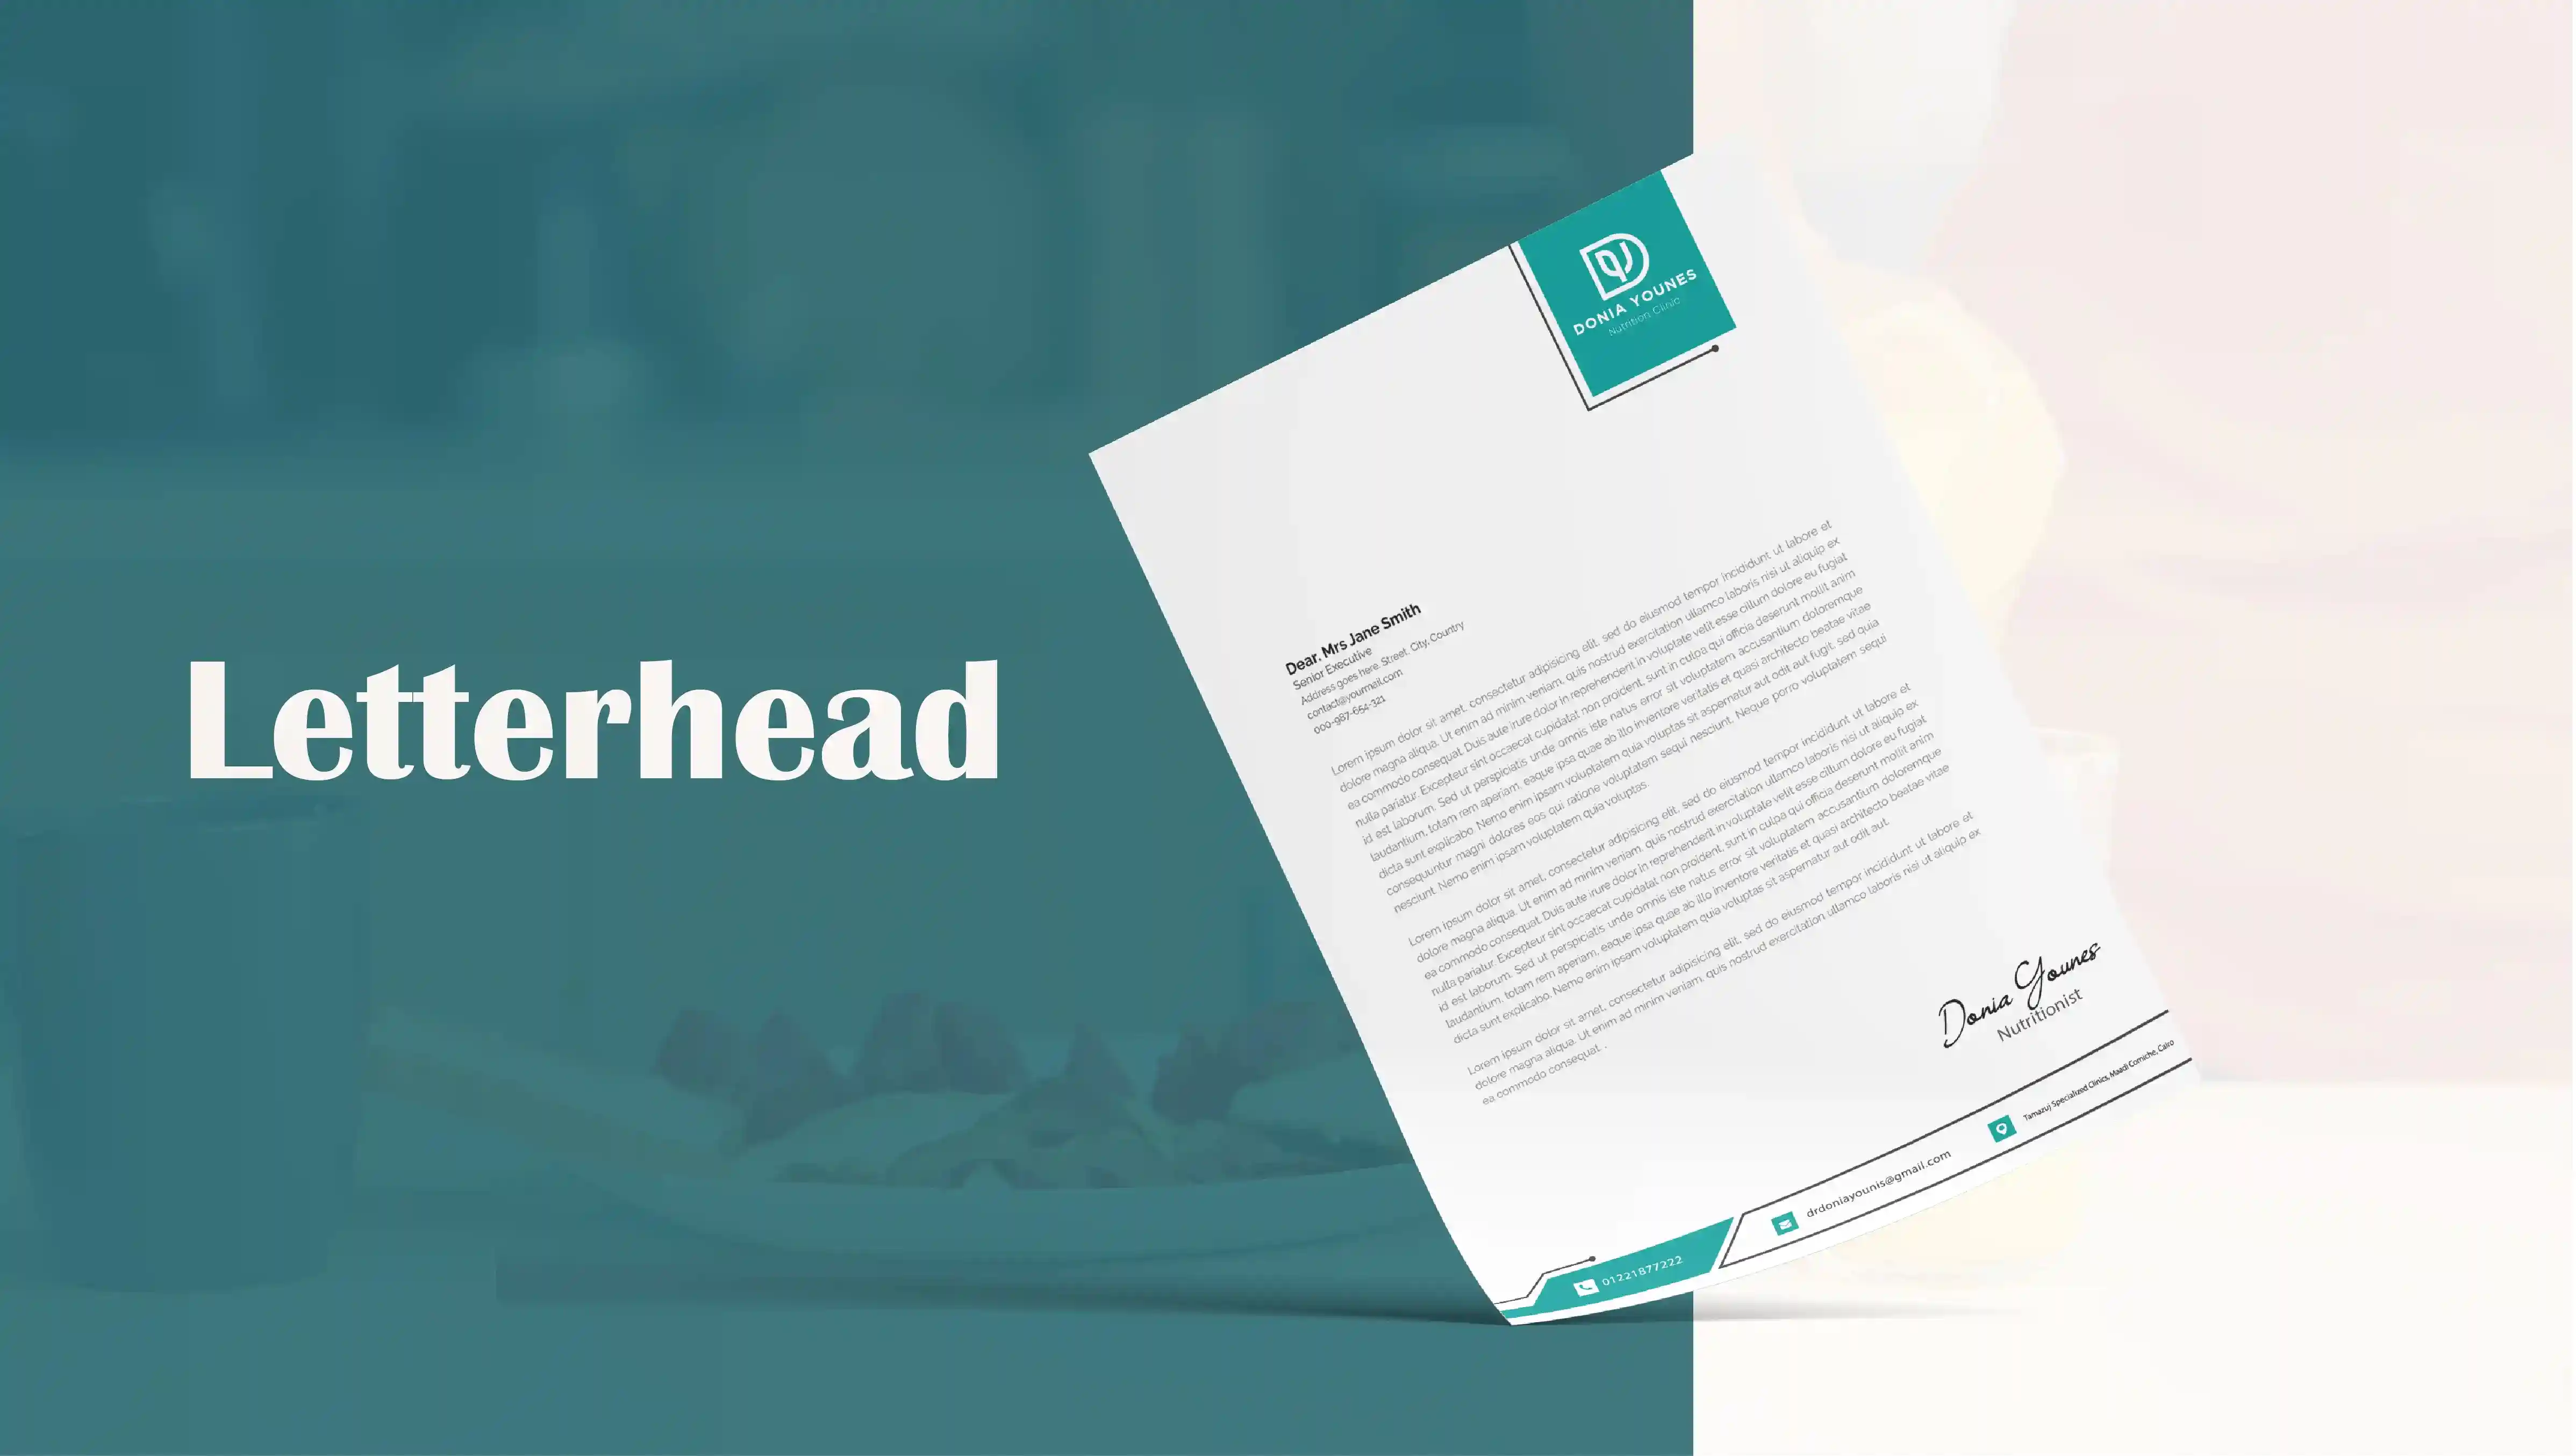 Letterhead
DONIA YOUNES
Nutrition Clinic
Dear. Mrs Jane Smith
Senior Executive
Address goes here. Street, City, Country
contact@yourmail.com
000-987-654-321
Lorem ipsum dolor sit amet, consectetur adipisicing elit, sed do eiusmod tempor incididunt ut labore et
dolore magna aliqua. Ut enim ad minim veniam, quis nostrud exercitation ullamco laboris nisi ut aliquip ex
ea commodo consequat. Duis aute irure dolor in reprehenderit in voluptate velit esse cillum dolore eu fugiat
nulla pariatur. Excepteur sint occaecat cupidatat non proident, sunt in culpa qui officia deserunt mollit anim
id est laborum. Sed ut perspiciatis unde omnis iste natus error sit voluptatem accusantium doloremque
laudantium, totam rem aperiam, eaque ipsa quae ab illo inventore veritatis et quasi architecto beatae vitae
dicta sunt explicabo. Nemo enim ipsam voluptatem quia voluptas sit aspernatur aut odit aut fugit, sed quia
consequuntur magni dolores eos qui ratione voluptatem sequi nesciunt. Neque porro voluptatem sequi
nesciunt. Nemo enim ipsam voluptatem quia voluptas.
Lorem ipsum dolor sit amet, consectetur adipisicing elit, sed do eiusmod tempor incididunt ut labore et
dolore magna aliqua. Ut enim ad minim veniam, quis nostrud exercitation ullamco laboris nisi ut aliquip ex
ea commodo consequat. Duis aute irure dolor in reprehenderit in voluptate velit esse cillum dolore eu fugiat
nulla pariatur. Excepteur sint occaecat cupidatat non proident, sunt in culpa qui officia deserunt mollit anim
id est laborum. Sed ut perspiciatis unde omnis iste natus error sit voluptatem accusantium doloremque
laudantium, totam rem aperiam, eaque ipsa quae ab illo inventore veritatis et quasi architecto beatae vitae
dicta sunt explicabo. Nemo enim ipsam voluptatem quia voluptas sit aspernatur aut odit aut.
Lorem ipsum dolor sit amet, consectetur adipisicing elit, sed do eiusmod tempor incididunt ut labore et
dolore magna aliqua. Ut enim ad minim veniam, quis nostrud exercitation ullamco laboris nisi ut aliquip ex
ea commodo consequat .
Donia Younes
Nutritionist
01221877222
drdoniayounis@gmail.com
Tamazuj Specialized Clinics, Maadi Corniche, Cairo